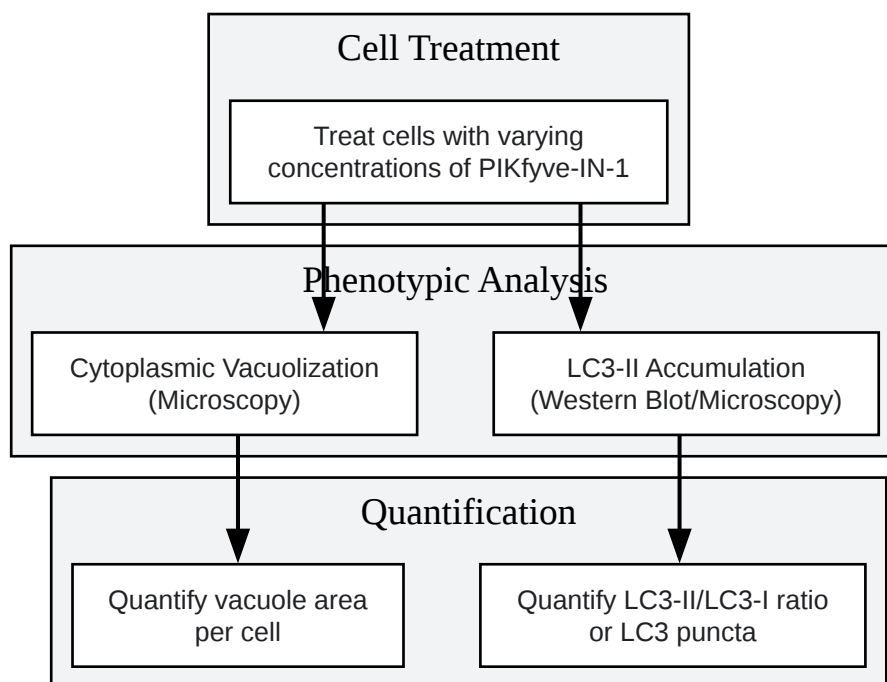 Cell Treatment
Treat cells with varying
concentrations of PIKfyve-IN-1
Phenotypic Analysis
Cytoplasmic Vacuolization
(Microscopy)
LC3-II Accumulation
(Western Blot/Microscopy)
Quantification
Quantify vacuole area
per cell
Quantify LC3-II/LC3-I ratio
or LC3 puncta